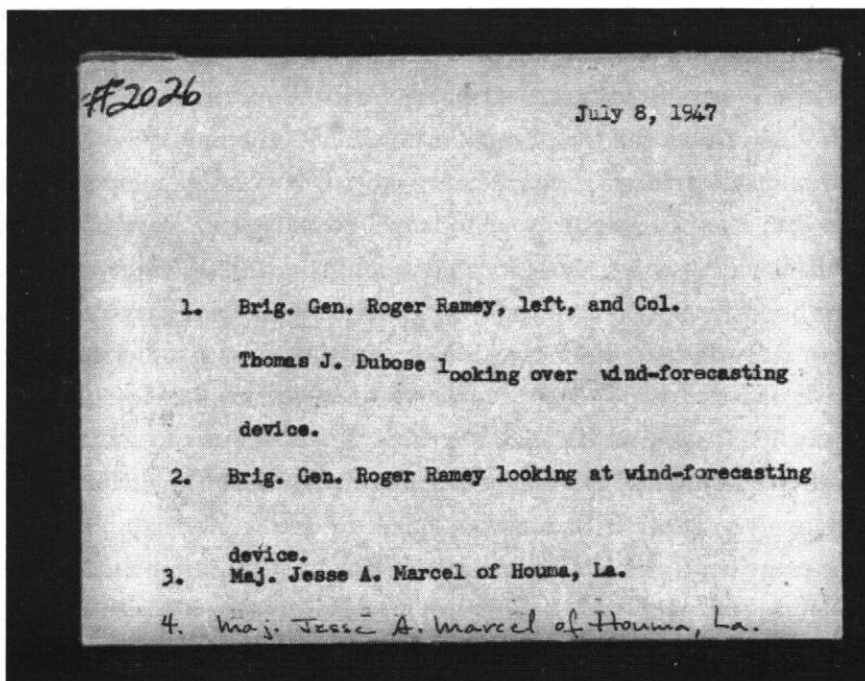 #2026
July 8, 1947
1. Brig. Gen. Roger Ramey, left, and Col.
Thomas J. Dubose looking over wind-forecasting
device.
2. Brig. Gen. Roger Ramey looking at wind-forecasting
device.
3. Maj. Jesse A. Marcel of Houma, La.
4. Maj. Jesse A. Marcel of Houma, La.